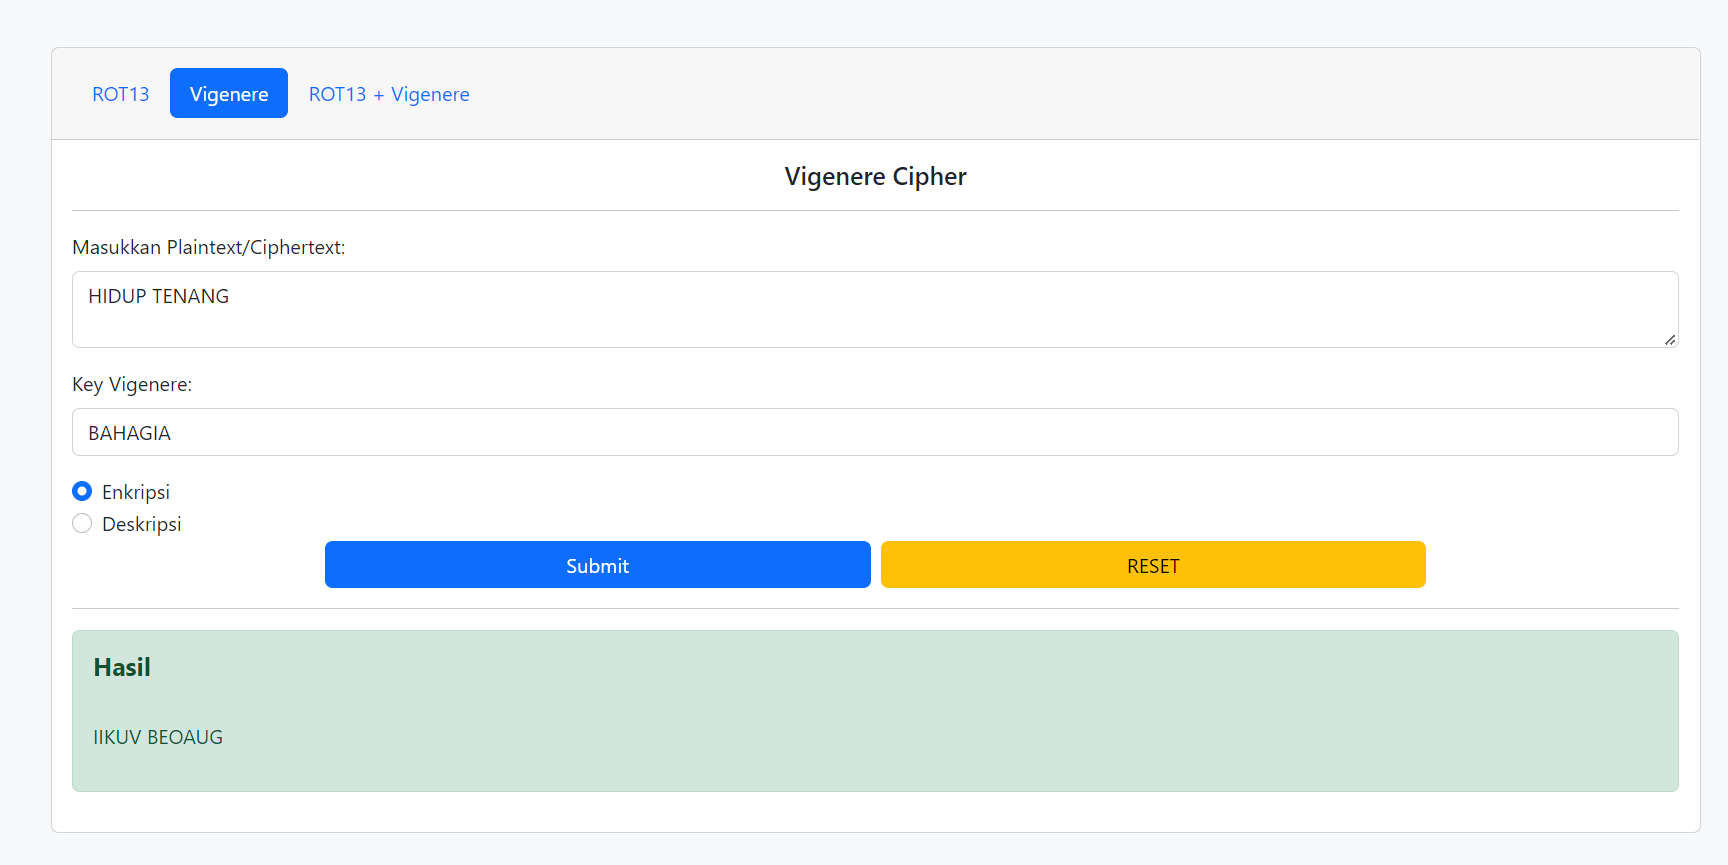 ROT13 Vigenere ROT13 + Vigenere
Vigenere Cipher
Masukkan Plaintext/Ciphertext:
HIDUP TENANG
Key Vigenere:
BAHAGIA
Enkripsi
Deskripsi
Submit RESET
Hasil
IIKUV BEOAUG